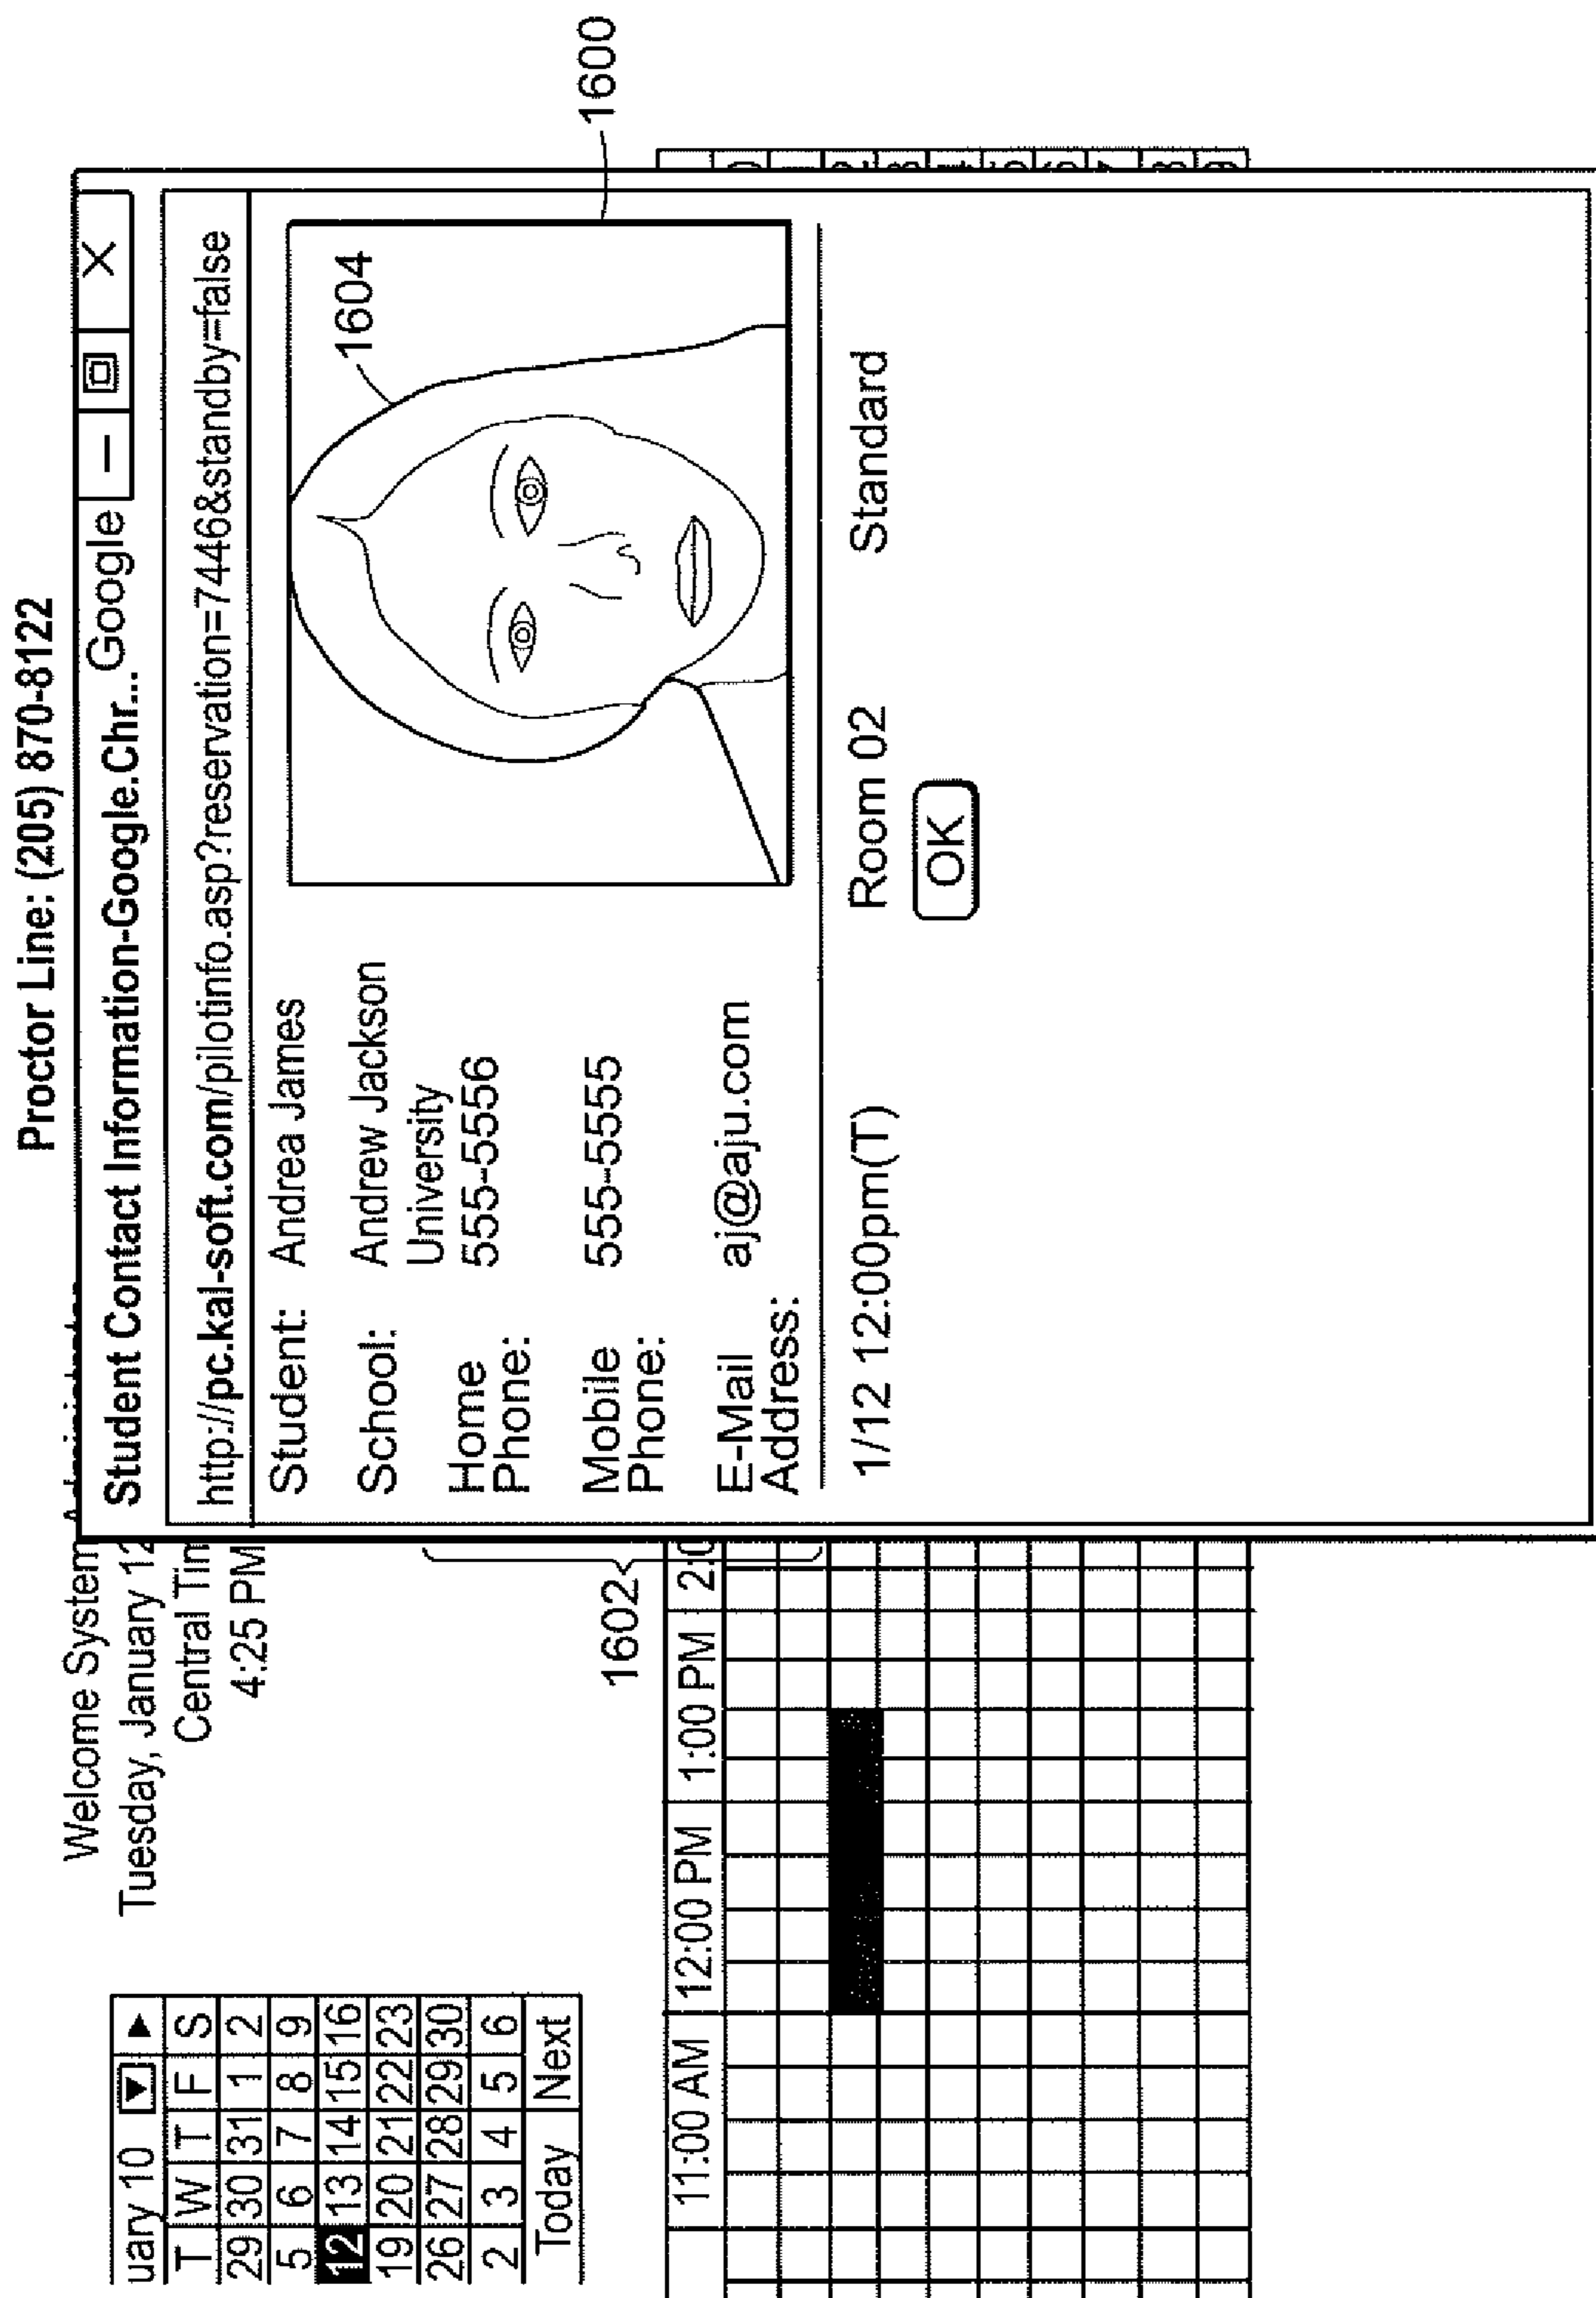 Proctor Line: (205) 870-8122
Welcome System
Tuesday, January 12
Central Tim
4:25 PM
uary 10 ▼ ►
T W T F S
29 30 31 1 2
5 6 7 8 9
12 13 14 15 16
19 20 21 22 23
26 27 28 29 30
2 3 4 5 6
Today Next
Student Contact Information-Google.Chr... Google
http://pc.kal-soft.com/pilotinfo.asp?reservation=7446&standby=false
Student: Andrea James
School: Andrew Jackson
University
Home
Phone: 555-5556
Mobile
Phone: 555-5555
E-Mail
Address: aj@aju.com
1/12 12:00pm(T) Room 02 Standard
OK
1604
1600
1602
11:00 AM 12:00 PM 1:00 PM 2:0